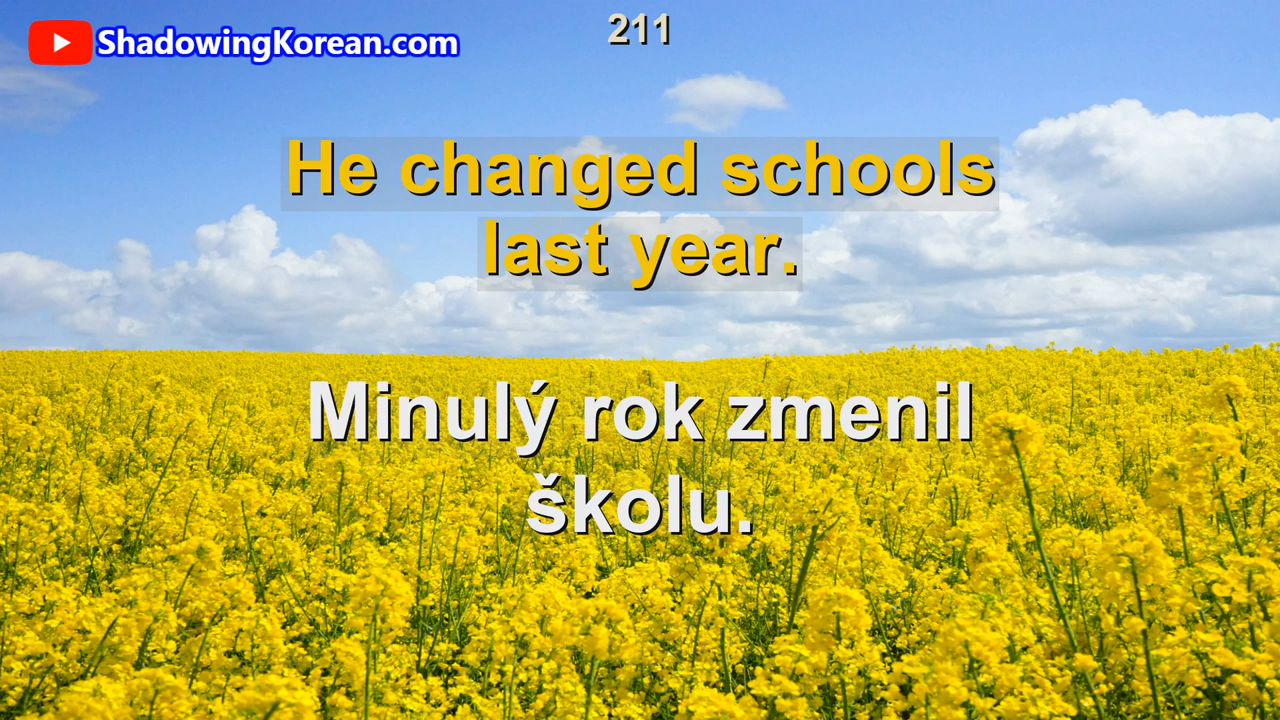 ShadowingKorean.com
211
He changed schools
last year.
Minulý rok zmenil
školu.